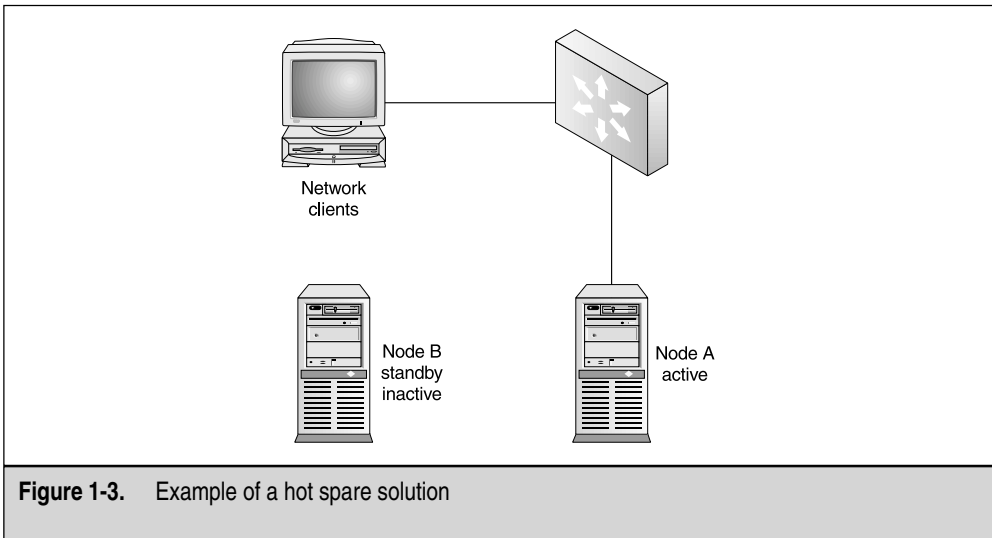 Network
clients
Node B
standby
inactive
Node A
active
Figure 1-3. Example of a hot spare solution